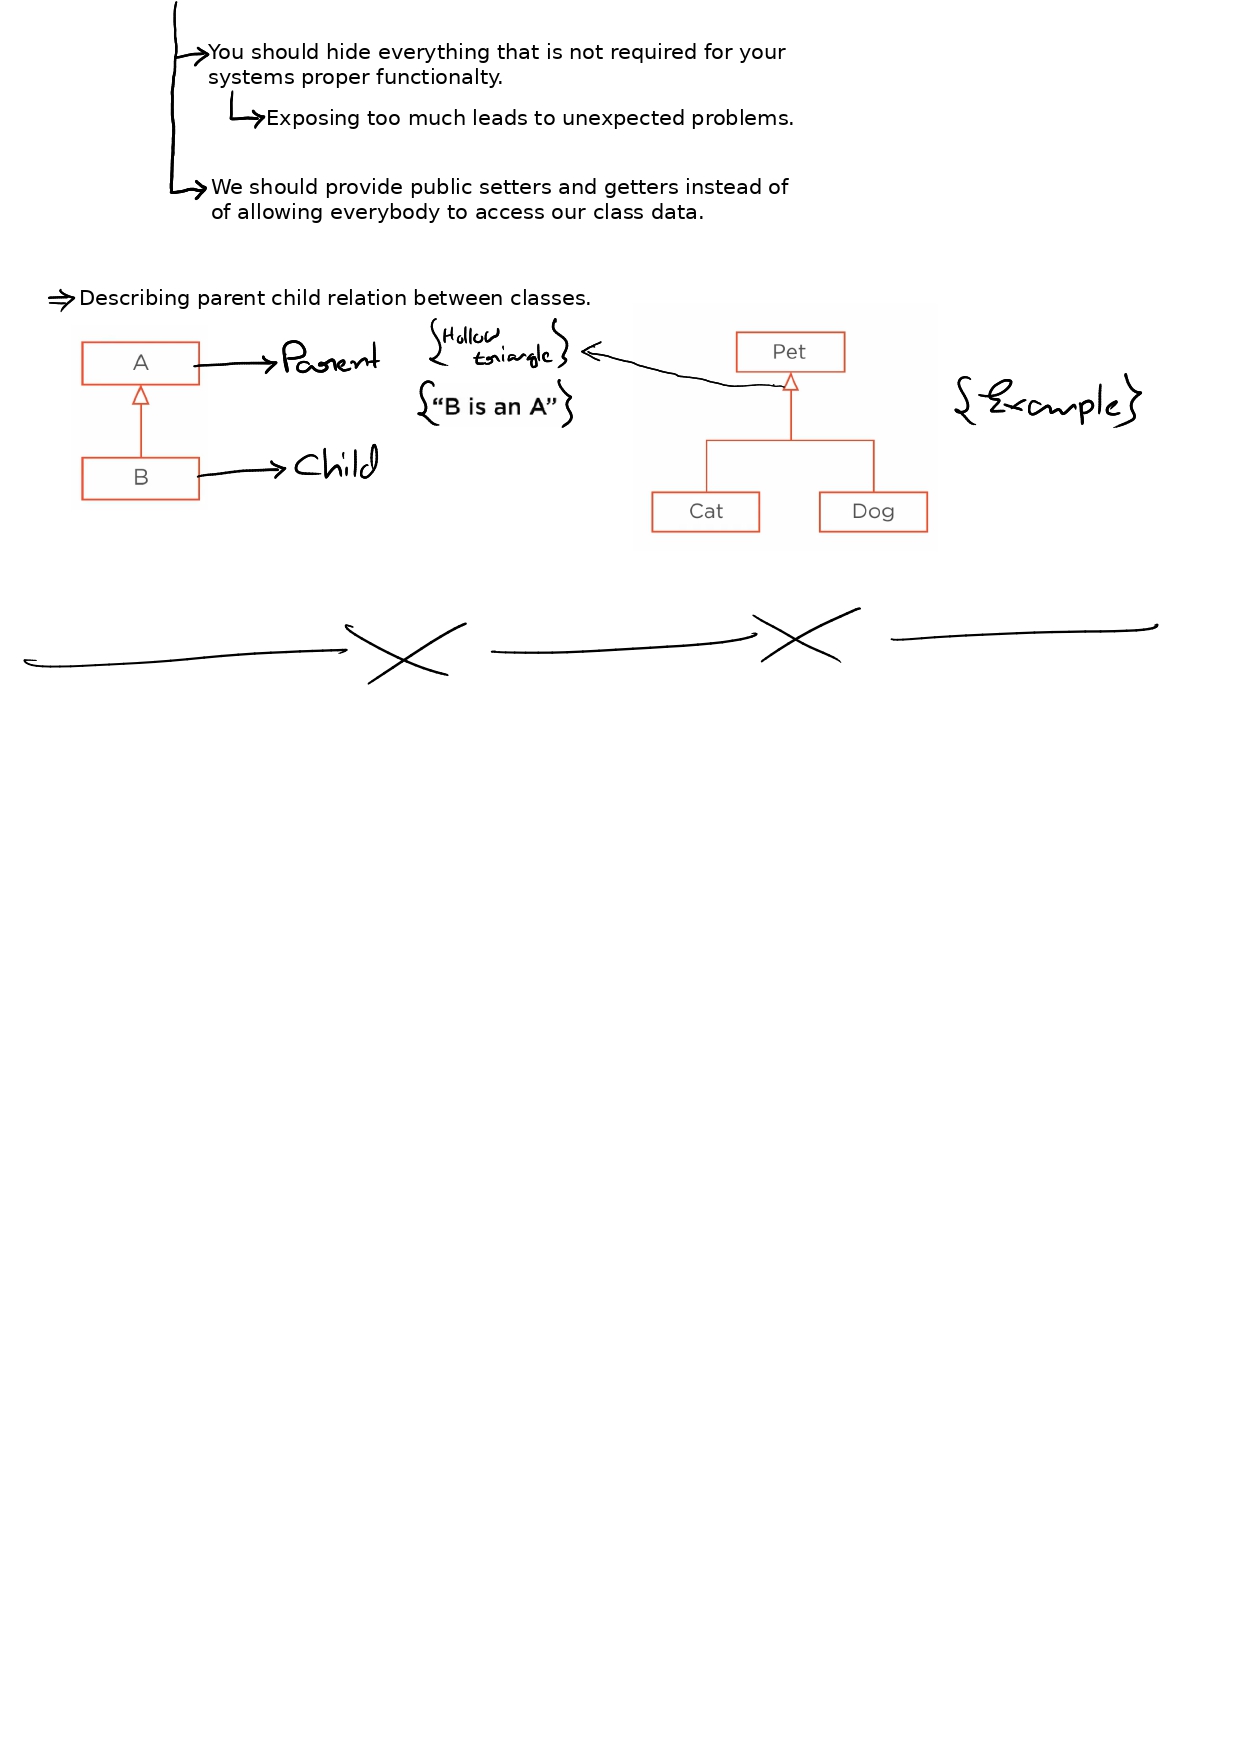 You should hide everything that is not required for your
systems proper functionalty.
Exposing too much leads to unexpected problems.
We should provide public setters and getters instead of
of allowing everybody to access our class data.
⇒ Describing parent child relation between classes.
A
Parent
{Hollow
triangle}
{“B is an A”}
B
Child
Pet
{Example}
Cat
Dog